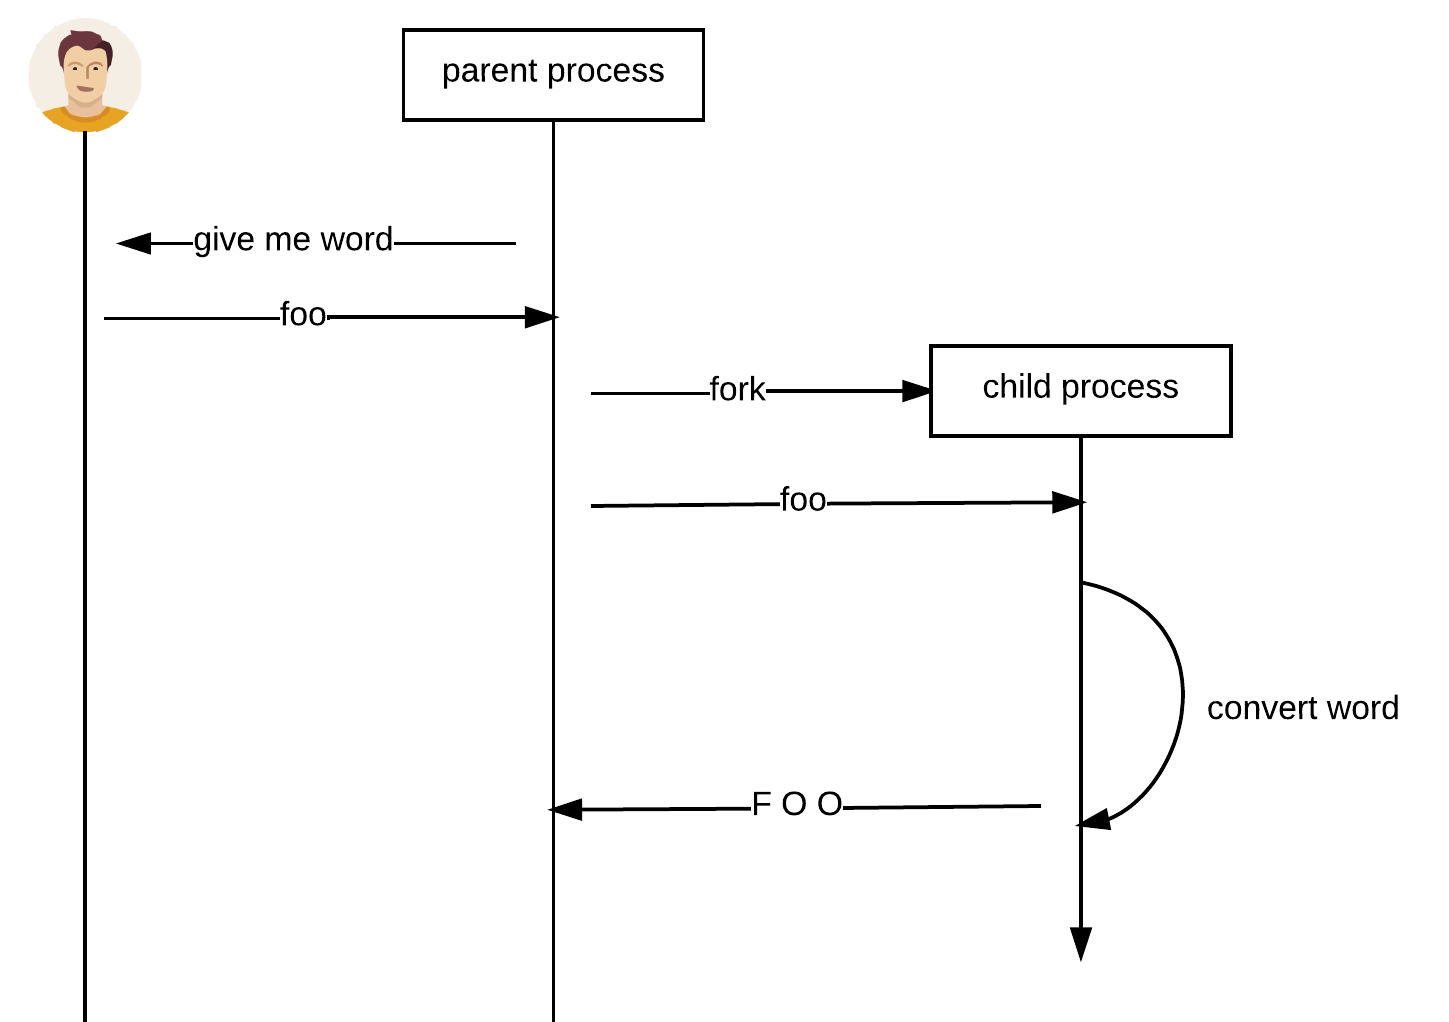 parent process
give me word
foo
fork
child process
foo
convert word
F O O